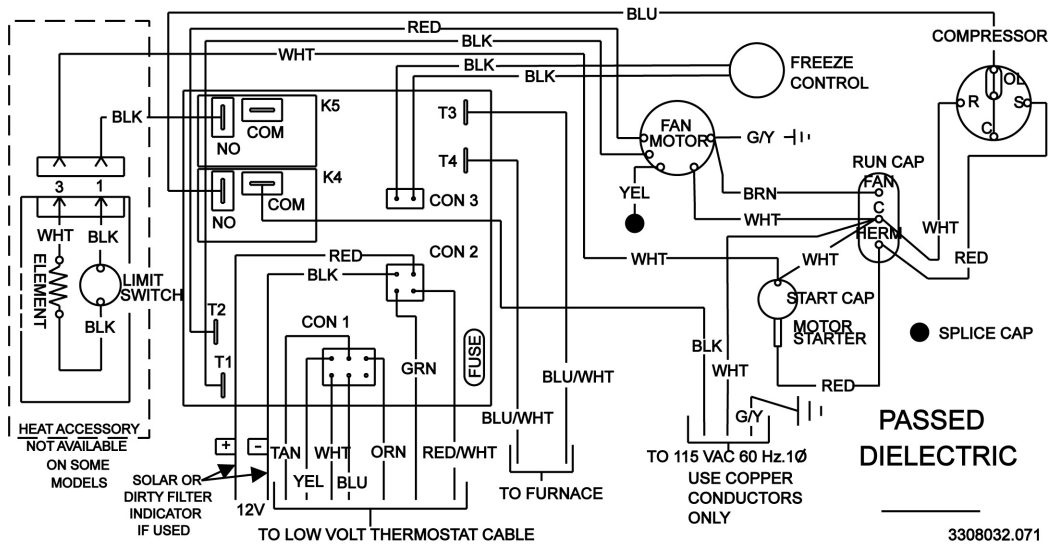 BLU
RED
BLK
WHT
BLK
BLK
FREEZE
CONTROL
COMPRESSOR
OL
R
S
C
K5
COM
NO
BLK
T3
T4
FAN
MOTOR
G/Y
K4
COM
NO
CON 3
YEL
BRN
WHT
RUN CAP
FAN
C
HERM
3
1
WHT
BLK
ELEMENT
LIMIT
SWITCH
BLK
RED
BLK
CON 2
WHT
WHT
WHT
RED
START CAP
MOTOR
STARTER
SPLICE CAP
T2
T1
CON 1
GRN
FUSE
BLU/WHT
BLK
WHT
RED
G/Y
BLU/WHT
HEAT ACCESSORY
NOT AVAILABLE
ON SOME
MODELS
+
-
TAN
WHT
ORN
RED/WHT
YEL
BLU
SOLAR OR
DIRTY FILTER
INDICATOR
IF USED
12V
TO LOW VOLT THERMOSTAT CABLE
TO FURNACE
TO 115 VAC 60 Hz.1Ø
USE COPPER
CONDUCTORS
ONLY
PASSED
DIELECTRIC
3308032.071